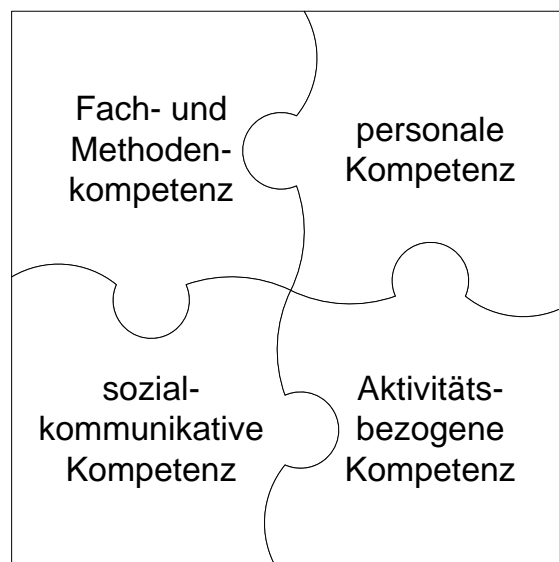 Fach- und
Methoden-
kompetenz
personale
Kompetenz
sozial-
kommunikative
Kompetenz
Aktivitäts-
bezogene
Kompetenz